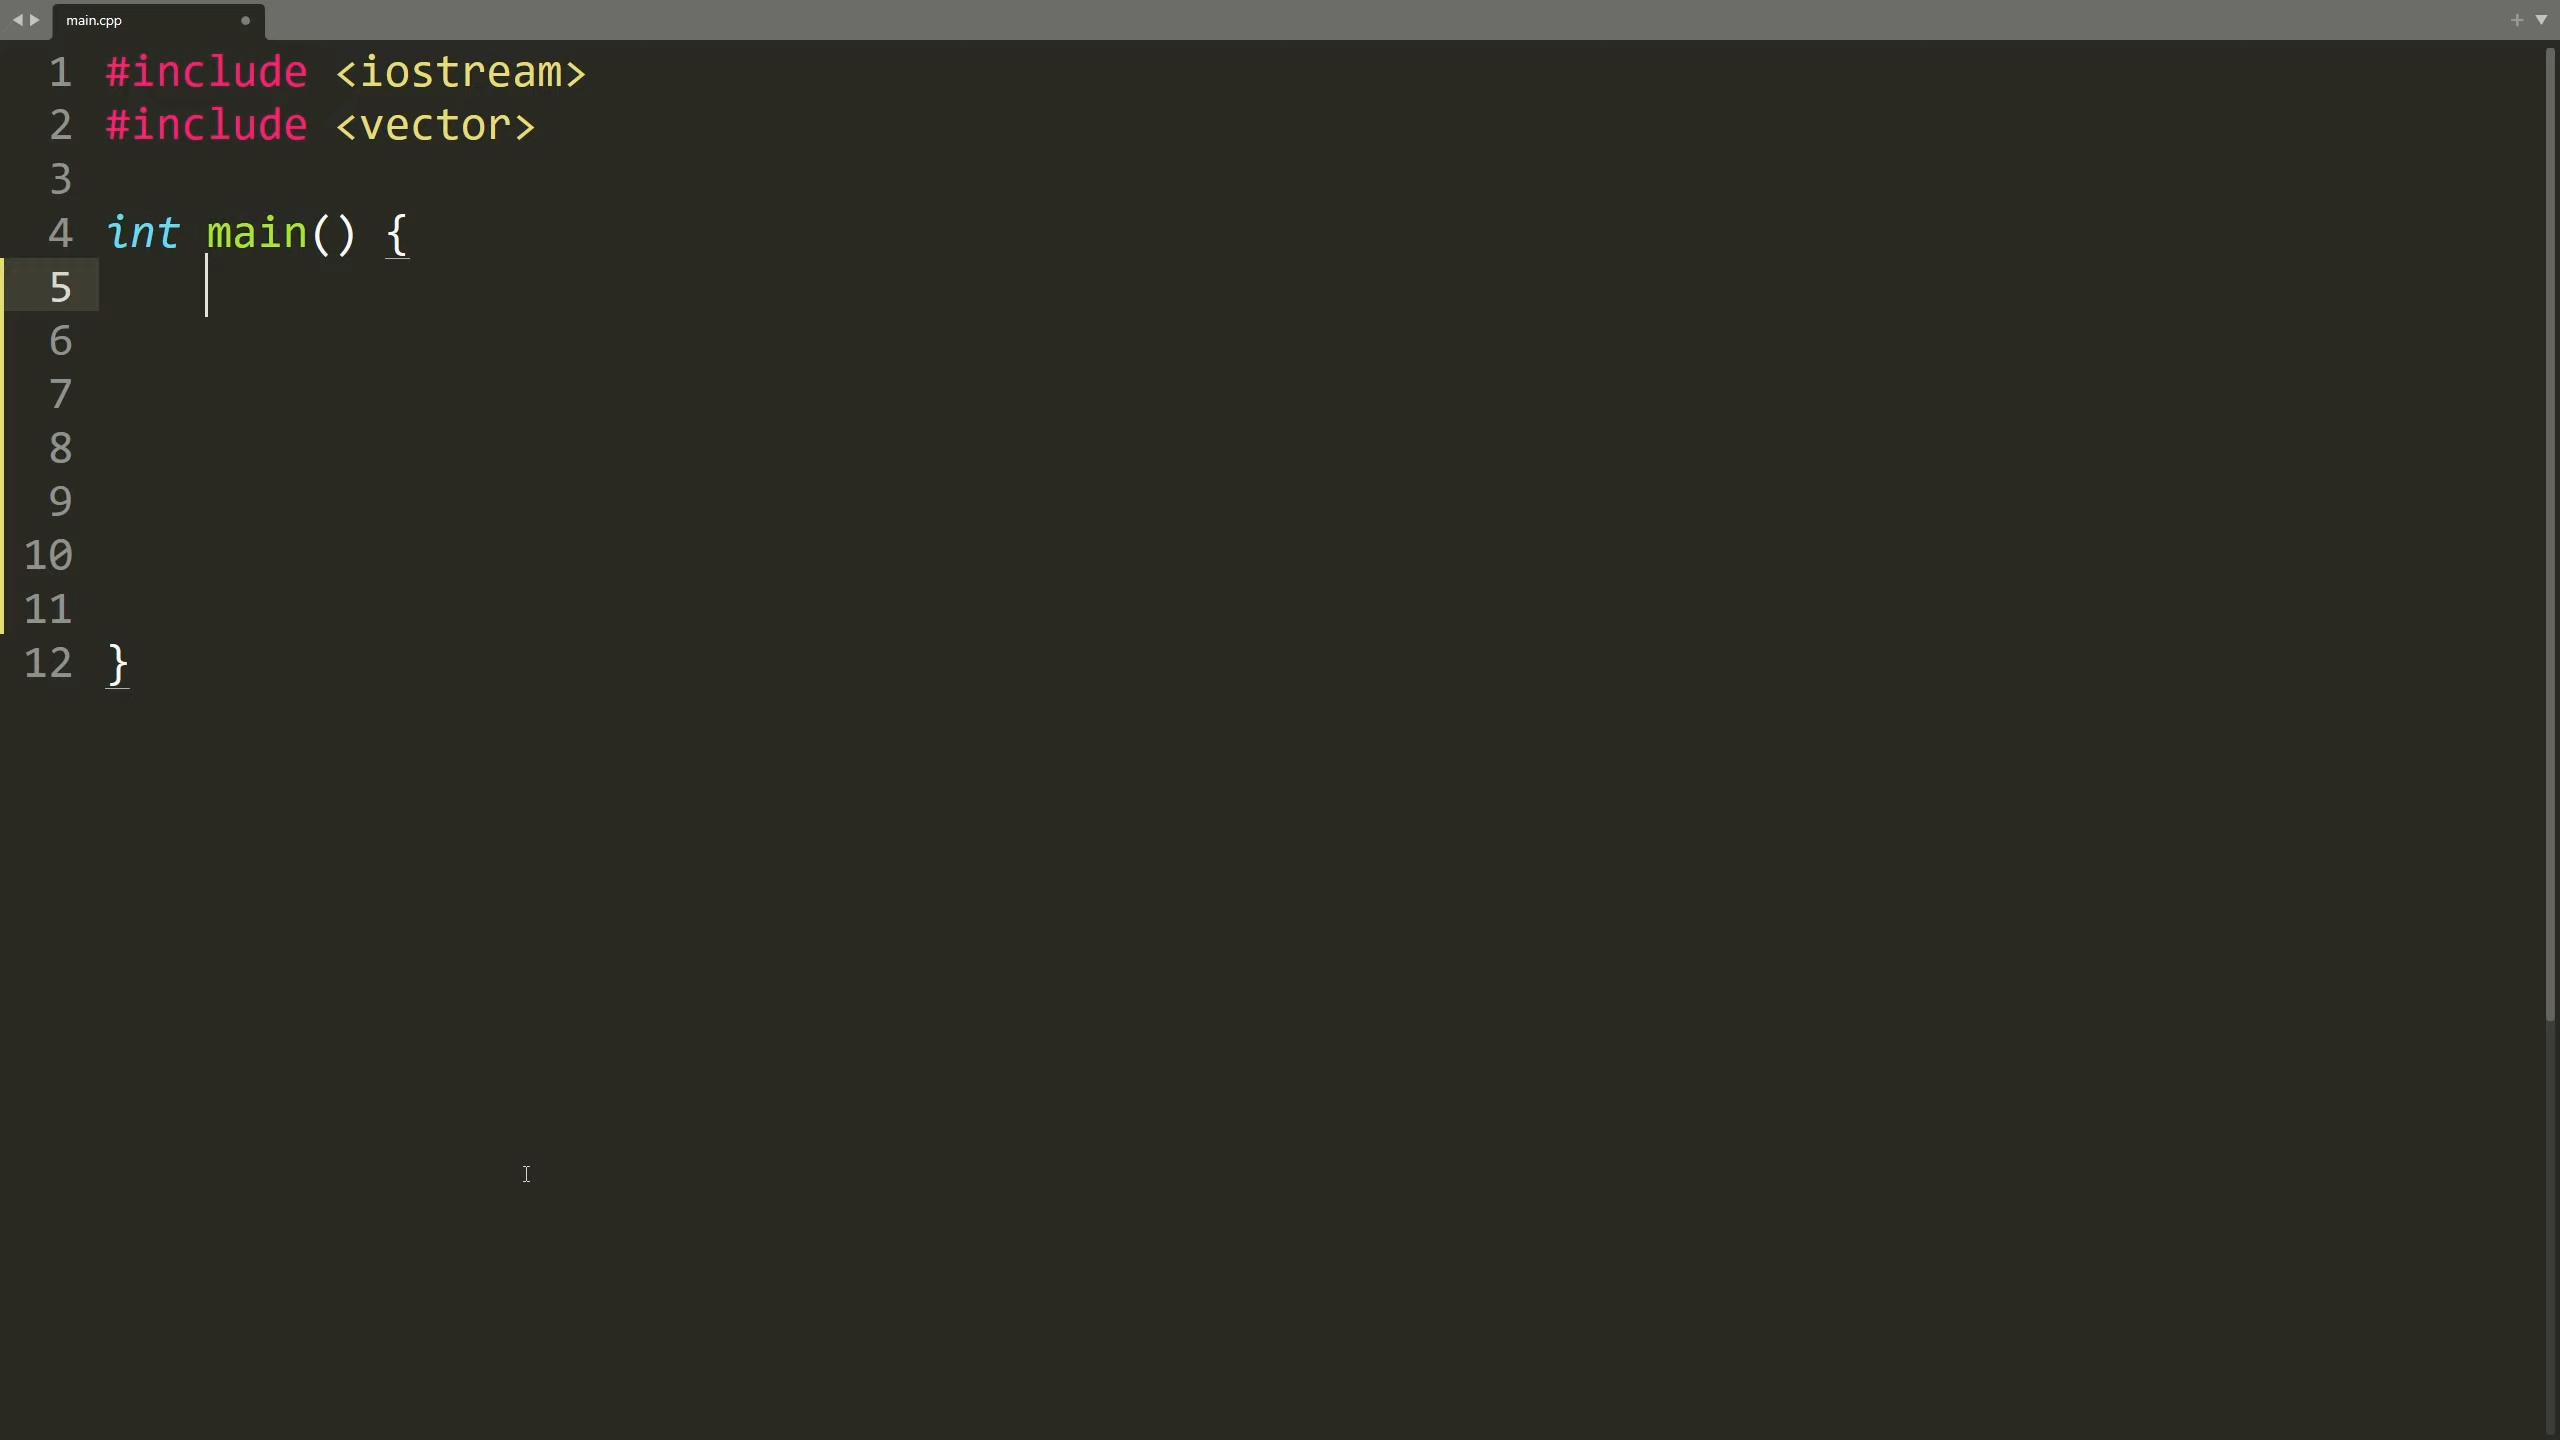 main.cpp
1 #include <iostream>
2 #include <vector>
3
4 int main() {
5
6
7
8
9
10
11
12 }